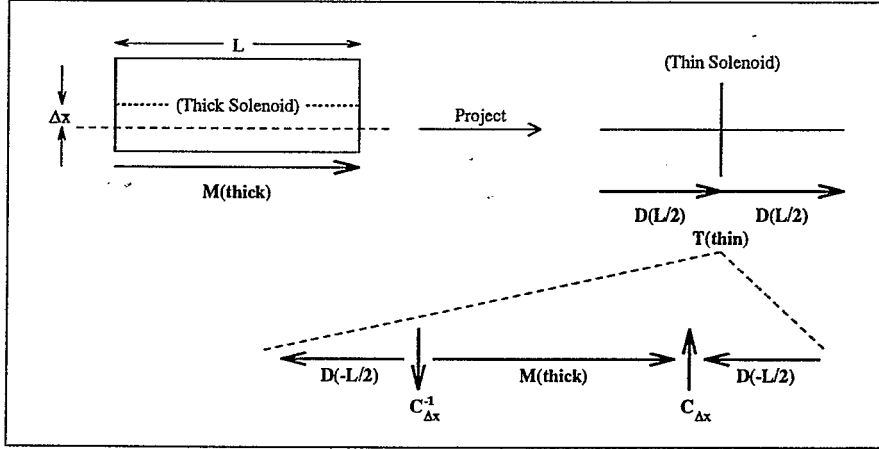 L
(Thin Solenoid)
(Thick Solenoid)
Δx
Project
M(thick)
D(L/2) D(L/2)
T(thin)
D(-L/2) M(thick) D(-L/2)
C⁻¹Δx CΔx